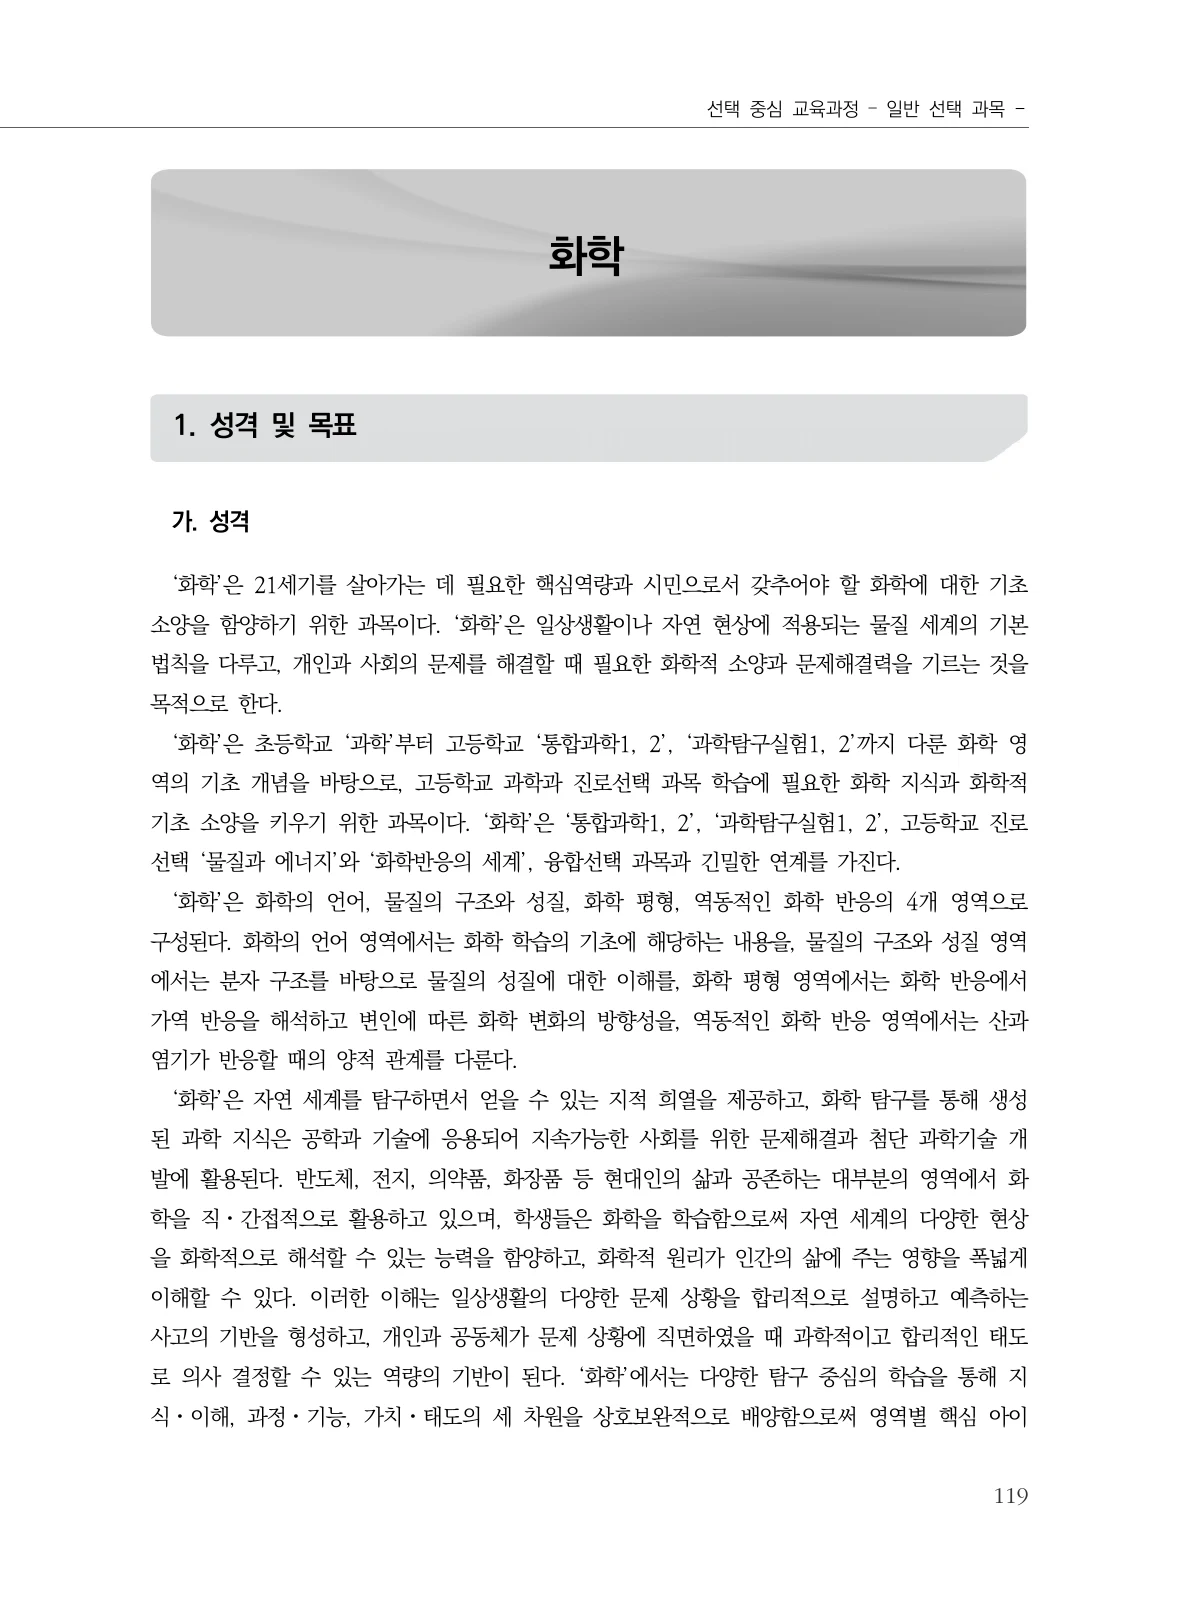 선택 중심 교육과정 - 일반 선택 과목 -
화학
1. 성격 및 목표
가. 성격
‘화학’은 21세기를 살아가는 데 필요한 핵심역량과 시민으로서 갖추어야 할 화학에 대한 기초
소양을 함양하기 위한 과목이다. ‘화학’은 일상생활이나 자연 현상에 적용되는 물질 세계의 기본
법칙을 다루고, 개인과 사회의 문제를 해결할 때 필요한 화학적 소양과 문제해결력을 기르는 것을
목적으로 한다.
‘화학’은 초등학교 ‘과학’부터 고등학교 ‘통합과학1, 2’, ‘과학탐구실험1, 2’까지 다룬 화학 영
역의 기초 개념을 바탕으로, 고등학교 과학과 진로선택 과목 학습에 필요한 화학 지식과 화학적
기초 소양을 키우기 위한 과목이다. ‘화학’은 ‘통합과학1, 2’, ‘과학탐구실험1, 2’, 고등학교 진로
선택 ‘물질과 에너지’와 ‘화학반응의 세계’, 융합선택 과목과 긴밀한 연계를 가진다.
‘화학’은 화학의 언어, 물질의 구조와 성질, 화학 평형, 역동적인 화학 반응의 4개 영역으로
구성된다. 화학의 언어 영역에서는 화학 학습의 기초에 해당하는 내용을, 물질의 구조와 성질 영역
에서는 분자 구조를 바탕으로 물질의 성질에 대한 이해를, 화학 평형 영역에서는 화학 반응에서
가역 반응을 해석하고 변인에 따른 화학 변화의 방향성을, 역동적인 화학 반응 영역에서는 산과
염기가 반응할 때의 양적 관계를 다룬다.
‘화학’은 자연 세계를 탐구하면서 얻을 수 있는 지적 희열을 제공하고, 화학 탐구를 통해 생성
된 과학 지식은 공학과 기술에 응용되어 지속가능한 사회를 위한 문제해결과 첨단 과학기술 개
발에 활용된다. 반도체, 전지, 의약품, 화장품 등 현대인의 삶과 공존하는 대부분의 영역에서 화
학을 직・간접적으로 활용하고 있으며, 학생들은 화학을 학습함으로써 자연 세계의 다양한 현상
을 화학적으로 해석할 수 있는 능력을 함양하고, 화학적 원리가 인간의 삶에 주는 영향을 폭넓게
이해할 수 있다. 이러한 이해는 일상생활의 다양한 문제 상황을 합리적으로 설명하고 예측하는
사고의 기반을 형성하고, 개인과 공동체가 문제 상황에 직면하였을 때 과학적이고 합리적인 태도
로 의사 결정할 수 있는 역량의 기반이 된다. ‘화학’에서는 다양한 탐구 중심의 학습을 통해 지
식・이해, 과정・기능, 가치・태도의 세 차원을 상호보완적으로 배양함으로써 영역별 핵심 아이
119